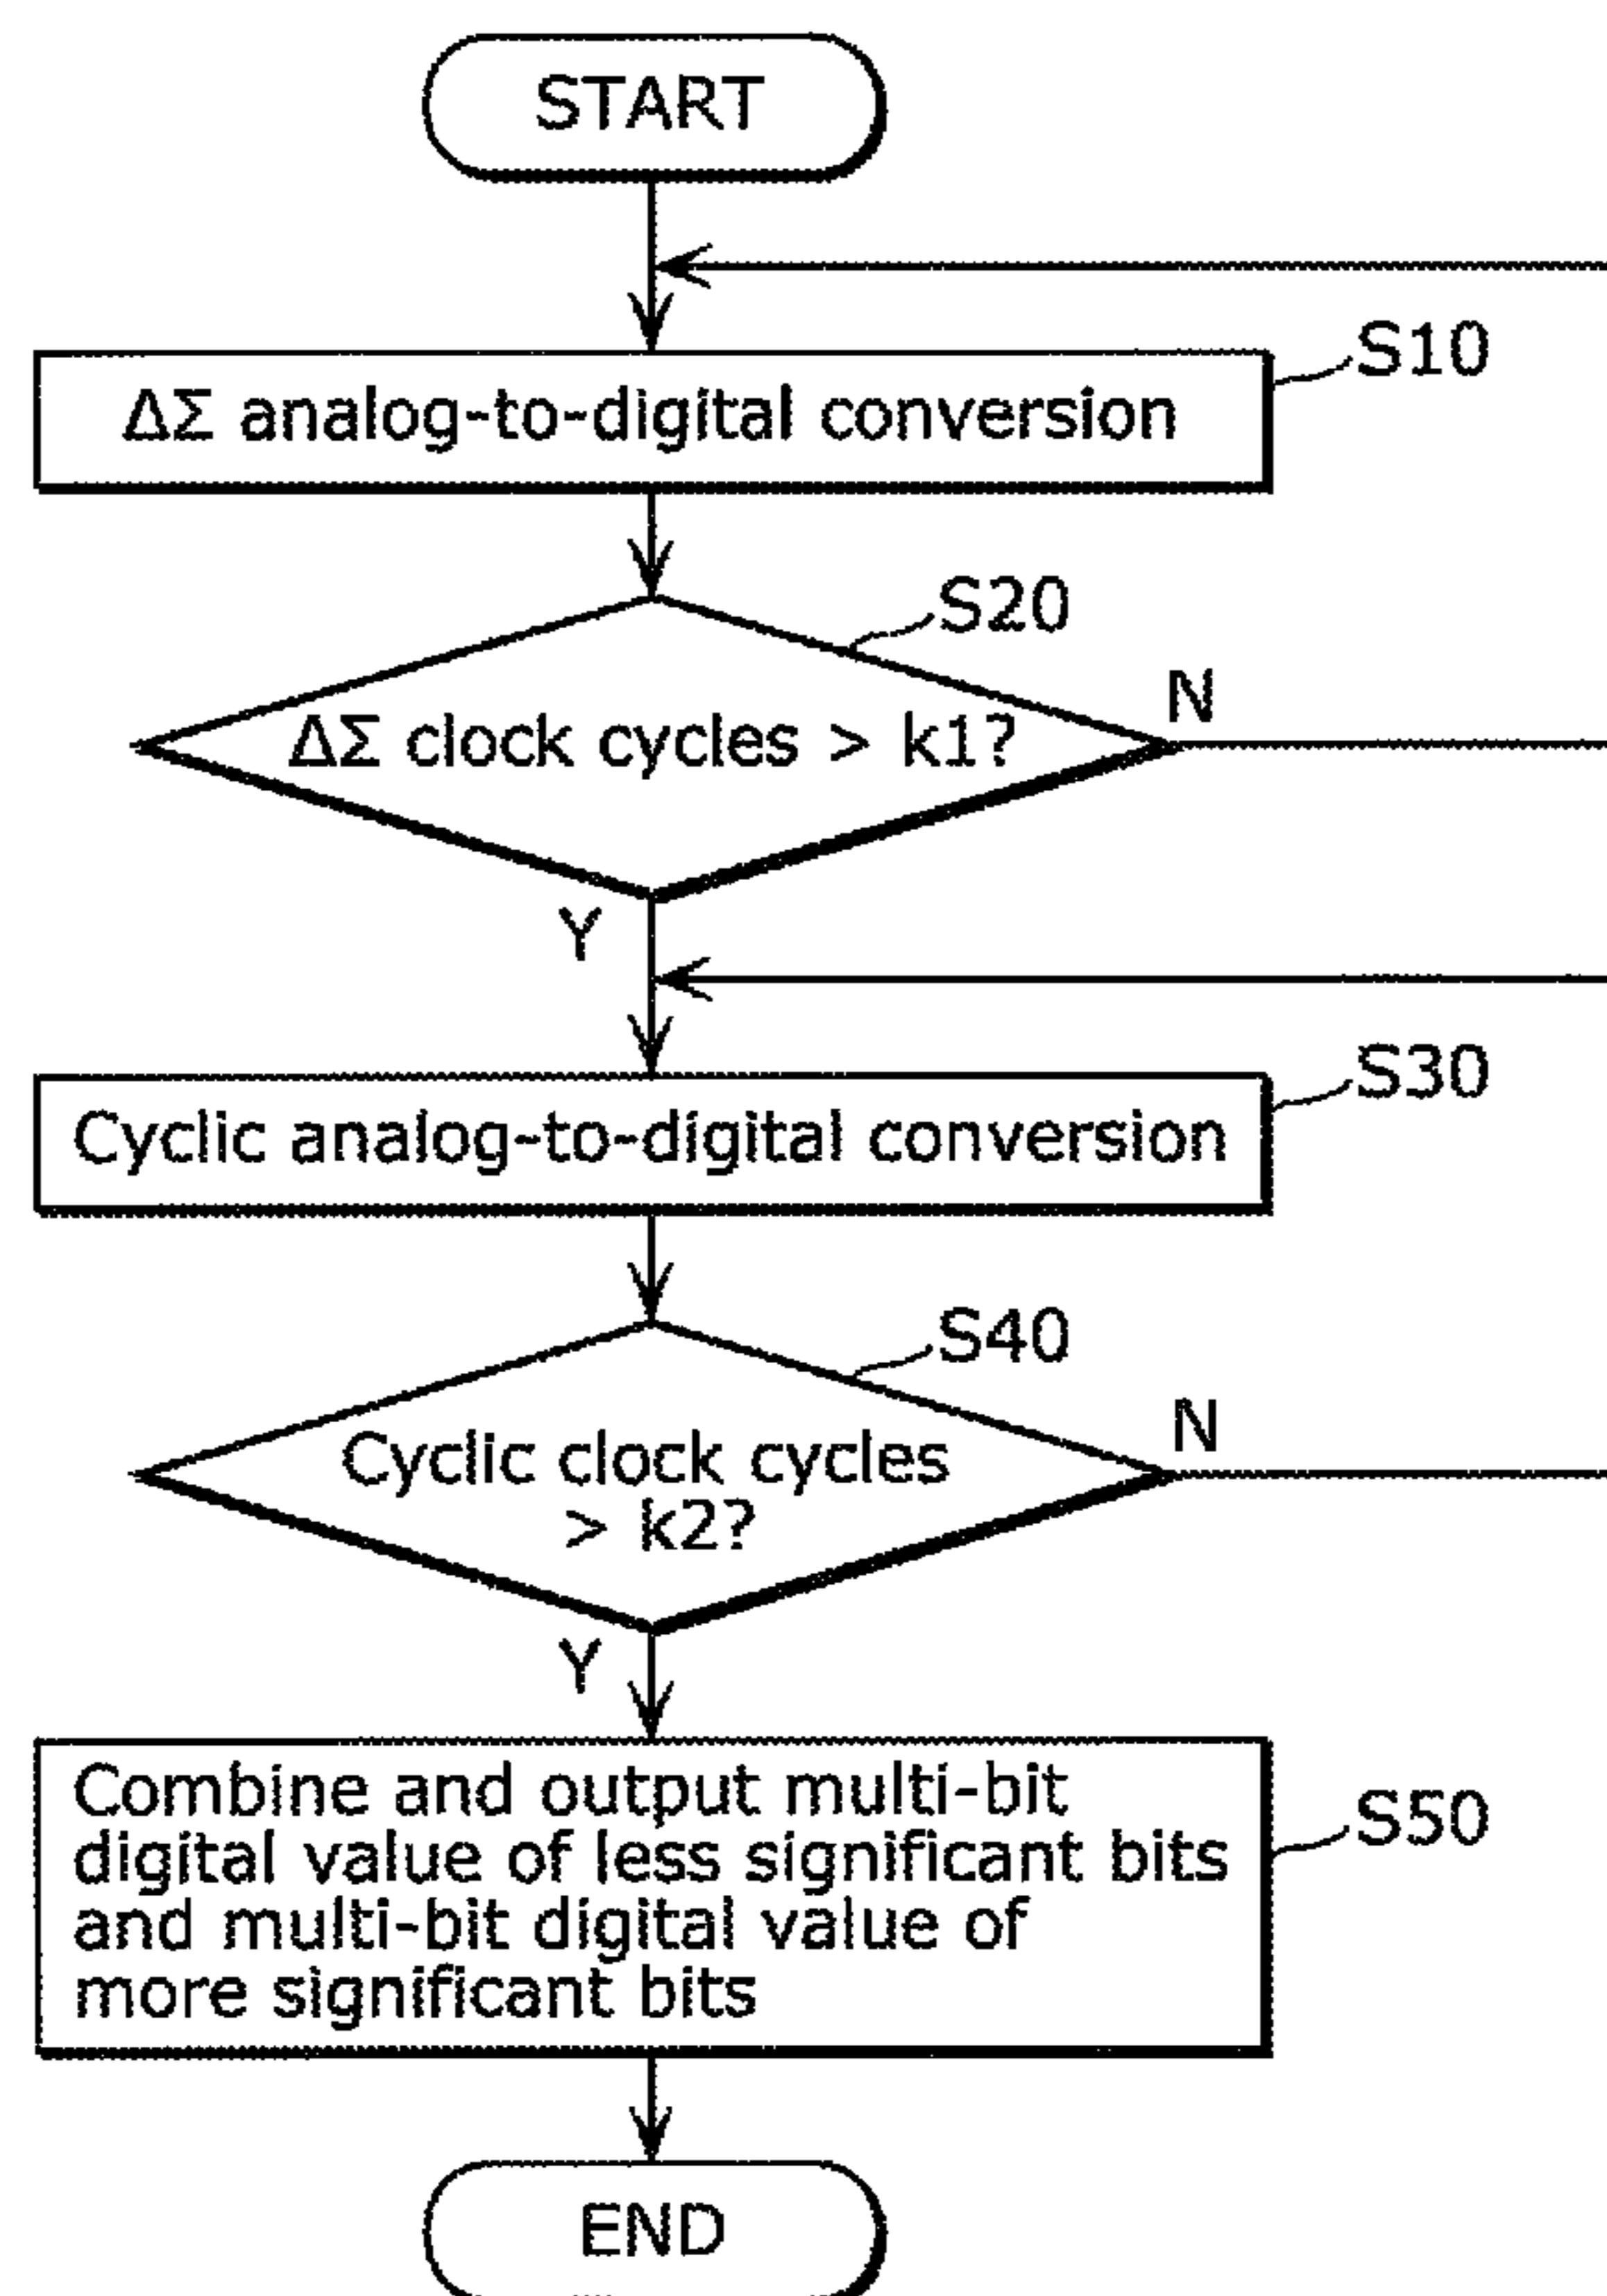 START
S10
ΔΣ analog-to-digital conversion
S20
N
ΔΣ clock cycles > k1?
Y
S30
Cyclic analog-to-digital conversion
S40
N
Cyclic clock cycles
> k2?
Y
S50
Combine and output multi-bit
digital value of less significant bits
and multi-bit digital value of
more significant bits
END